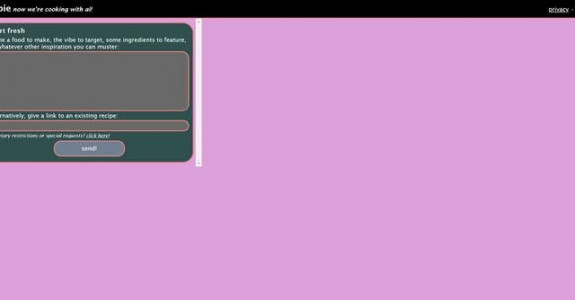 pie now we're cooking with ai!
privacy -
rt fresh
me a food to make, the vibe to target, some ingredients to feature,
whatever other inspiration you can muster:
rnatively, give a link to an existing recipe:
etary restrictions or special requests? click here!
send!